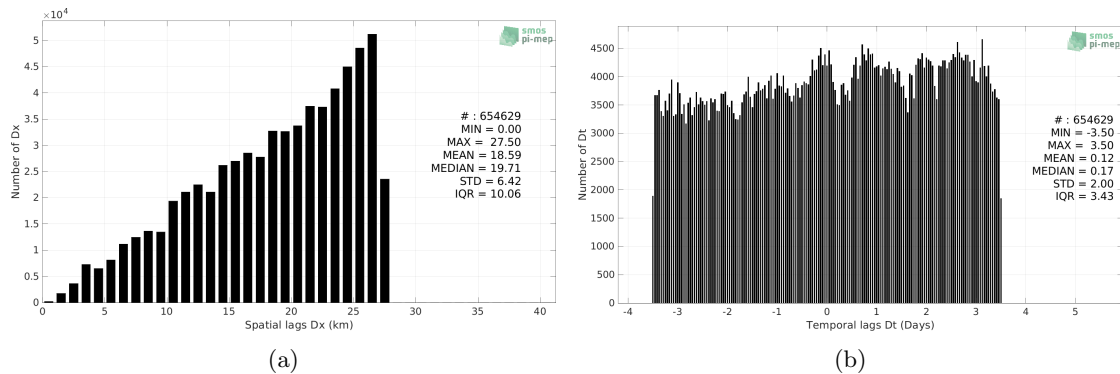 ×10⁴
5
4.5
4
3.5
3
2.5
2
1.5
1
0.5
0
Number of Dx
0 5 10 15 20 25 30 35 40
Spatial lags Dx (km)
smos
pi-mep
# : 654629
MIN = 0.00
MAX = 27.50
MEAN = 18.59
MEDIAN = 19.71
STD = 6.42
IQR = 10.06
(a)
4500
4000
3500
3000
2500
2000
1500
1000
500
0
Number of Dt
-4 -3 -2 -1 0 1 2 3 4 5
Temporal lags Dt (Days)
smos
pi-mep
# : 654629
MIN = -3.50
MAX = 3.50
MEAN = 0.12
MEDIAN = 0.17
STD = 2.00
IQR = 3.43
(b)